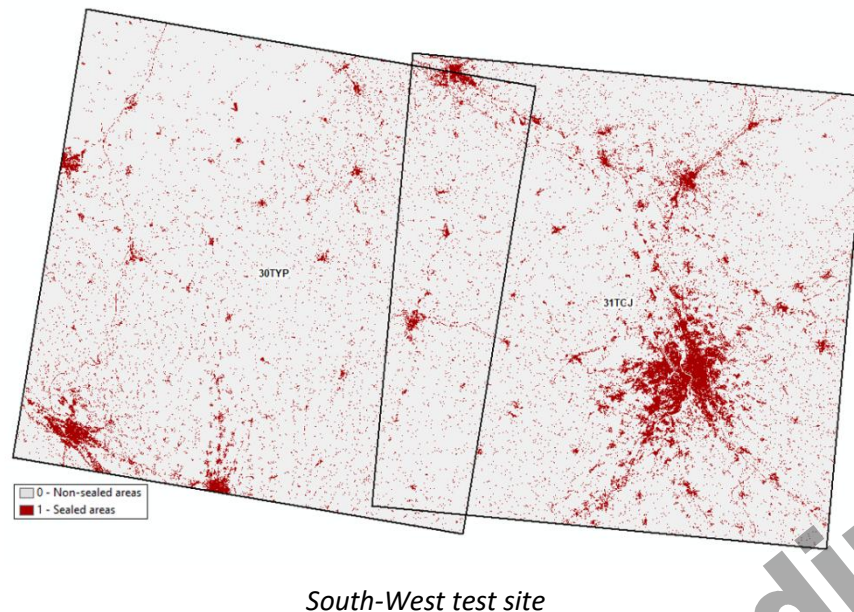 30TYP
31TCJ
0 - Non-sealed areas
1 - Sealed areas
South-West test site